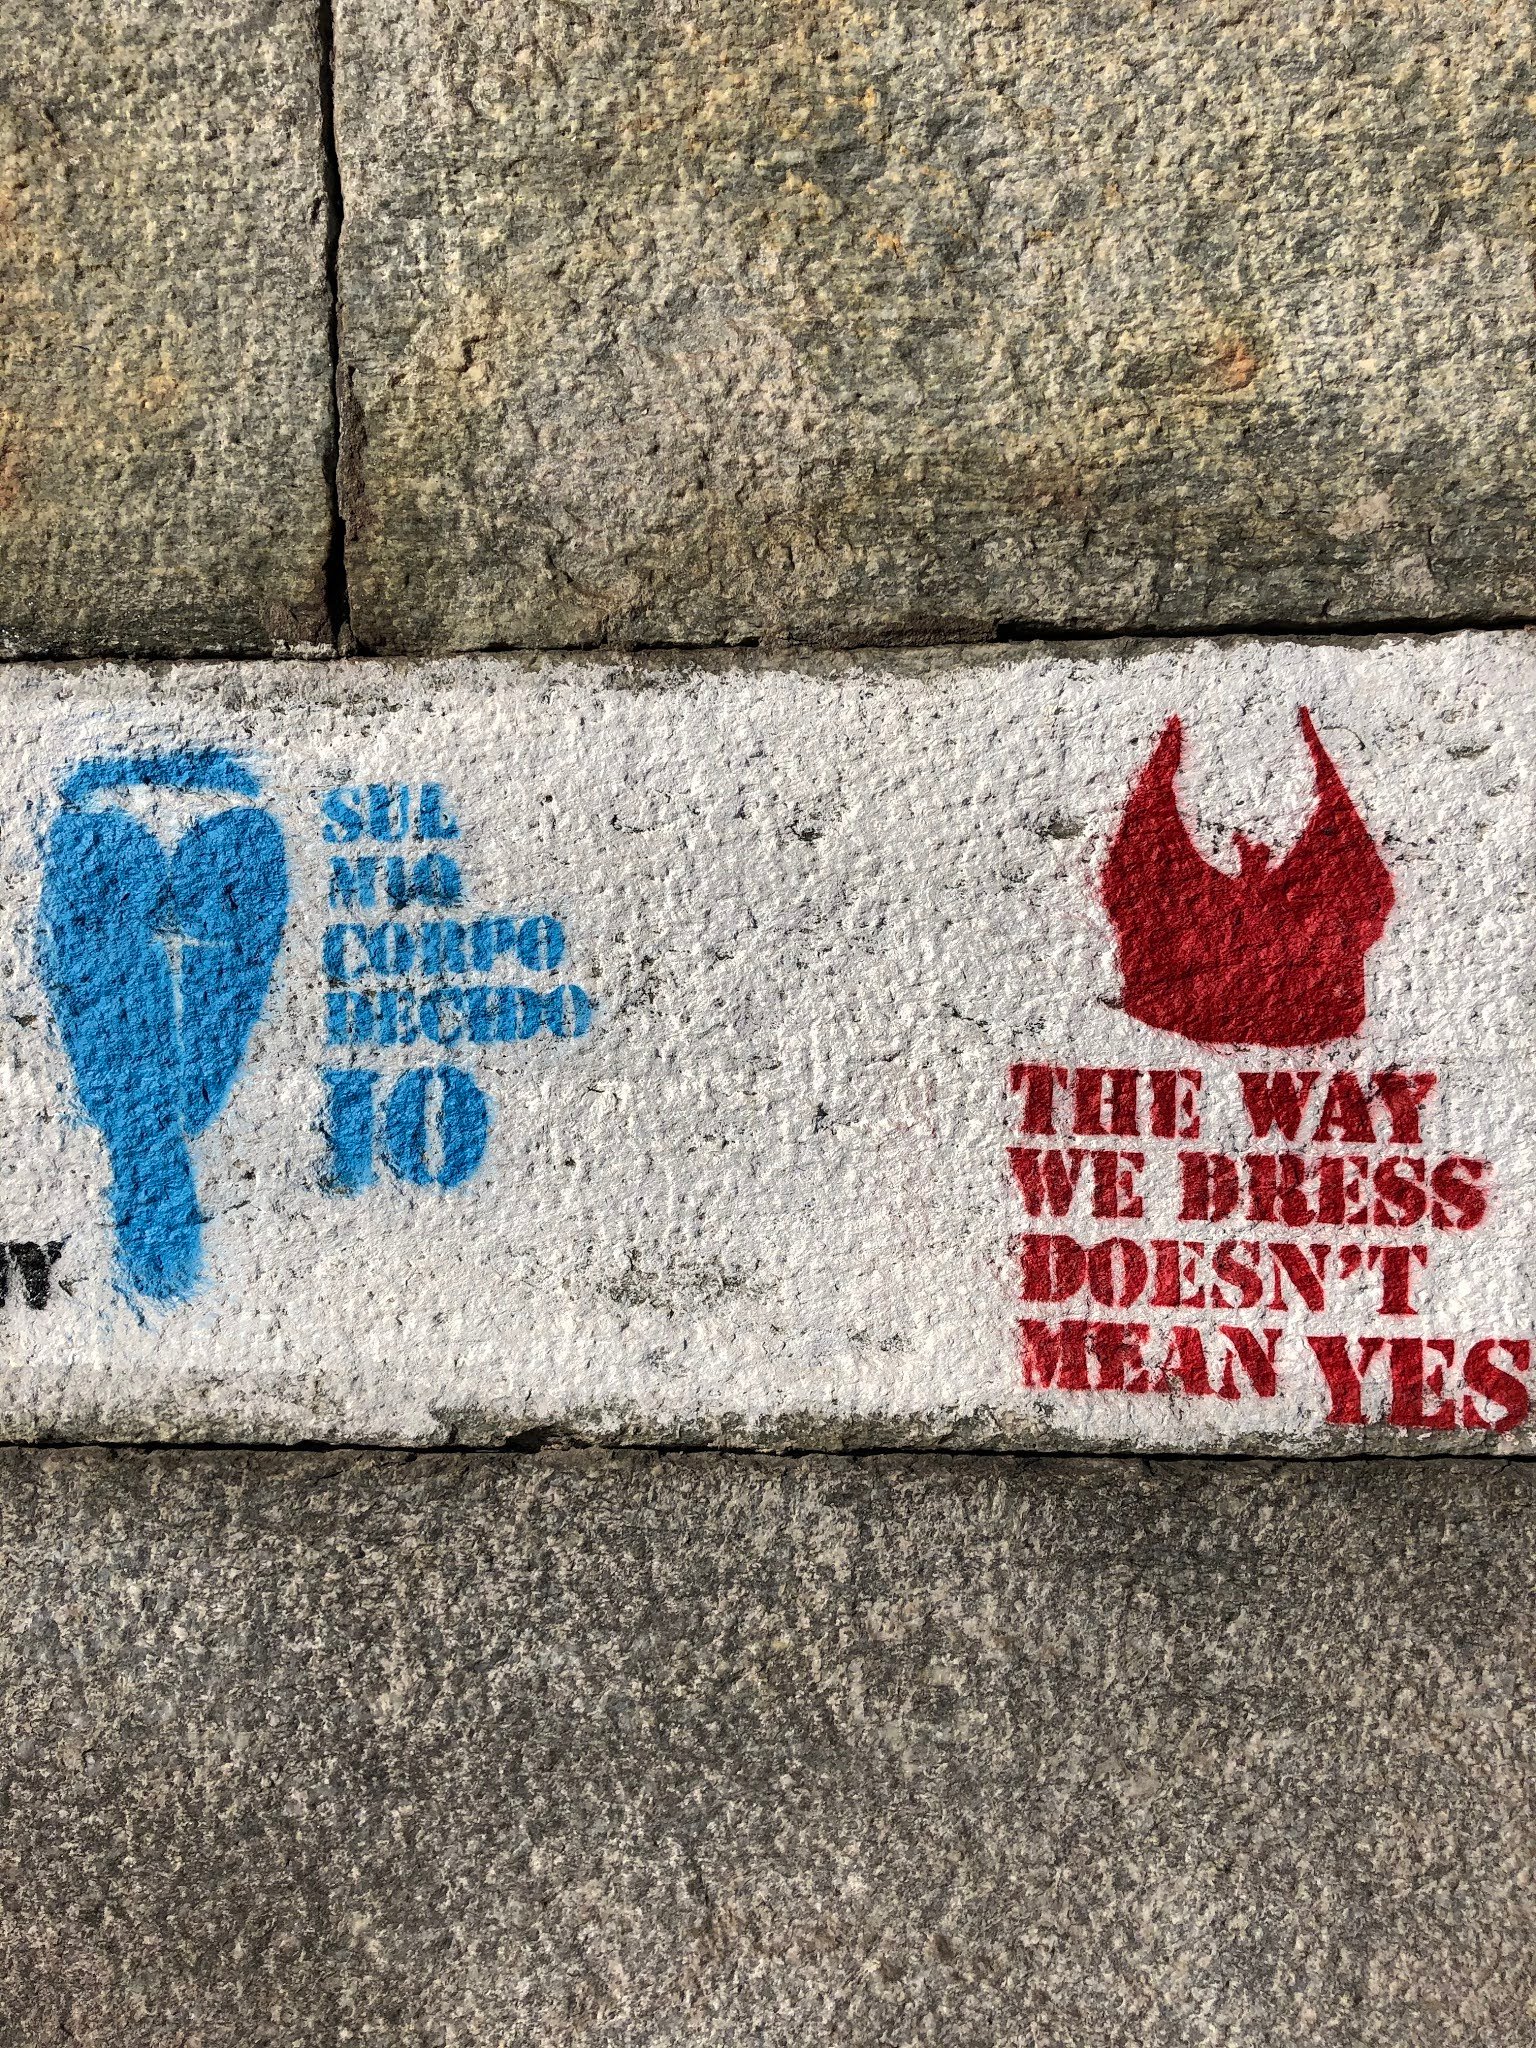 SUL
MIO
CORPO
DECIDO
IO
THE WAY
WE DRESS
DOESN'T
MEAN YES